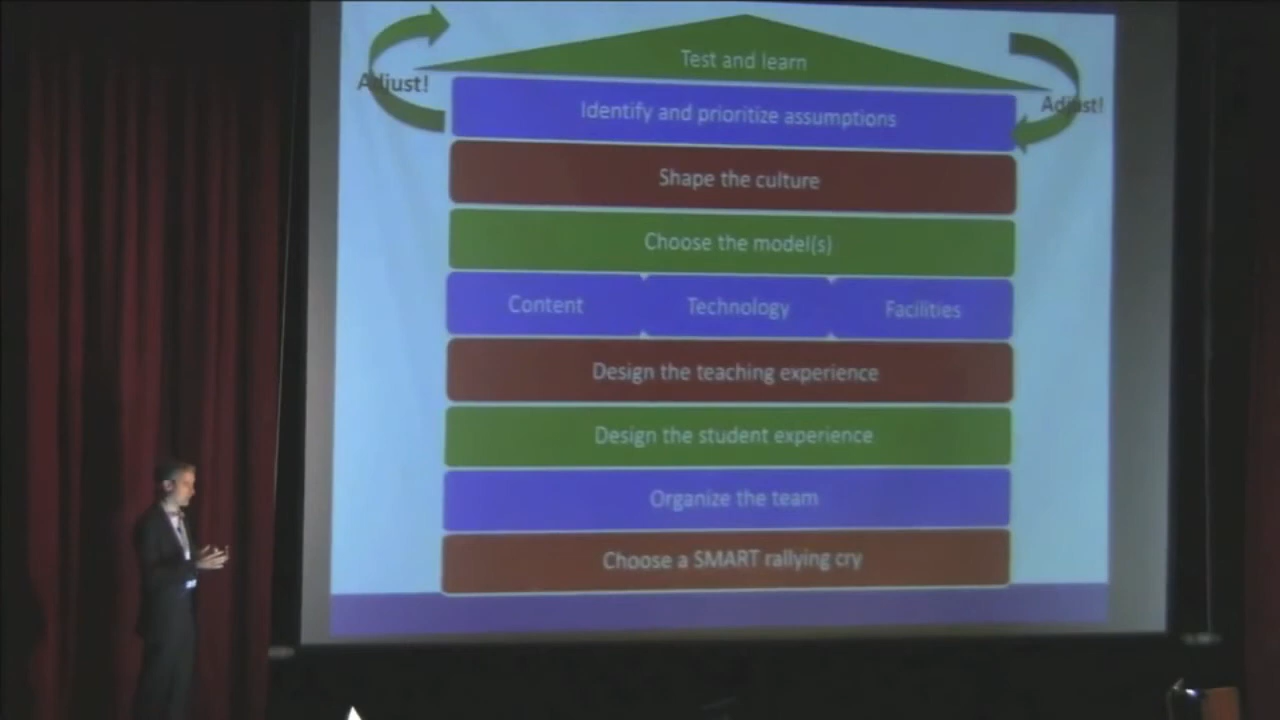 Test and learn
Adjust!
Adjust!
Identify and prioritize assumptions
Shape the culture
Choose the model(s)
Content Technology Facilities
Design the teaching experience
Design the student experience
Organize the team
Choose a SMART rallying cry